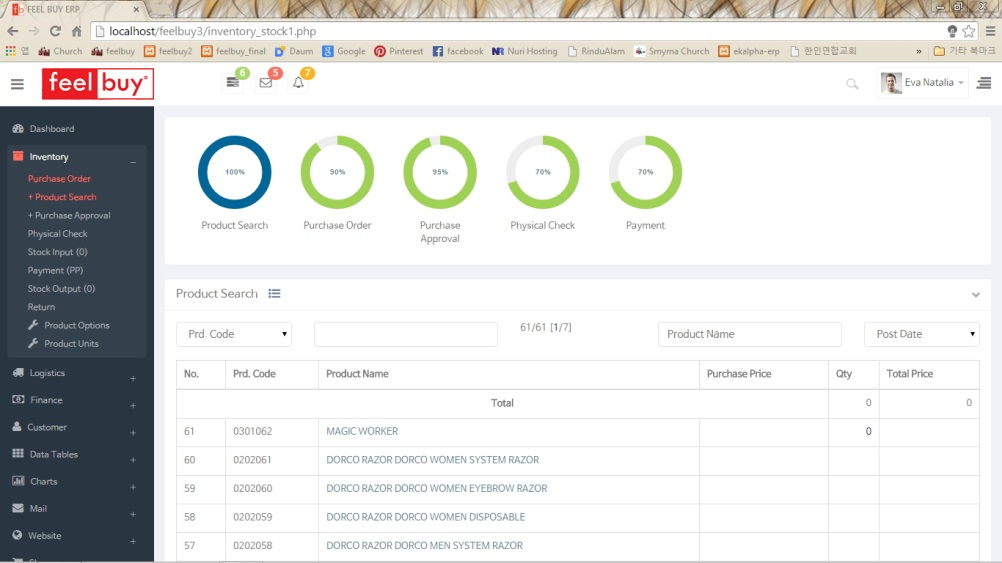 FEEL BUY ERP
localhost/feelbuy3/inventory_stock1.php
앱 Church feelbuy feelbuy2 feelbuy_final Daum Google Pinterest facebook NR Nuri Hosting RinduAlam Smyrna Church ekalpha-erp 한인연합교회 » 기타 북마크
feel buy
6 5 7
Eva Natalia
Dashboard
Inventory
Purchase Order
+ Product Search
+ Purchase Approval
Physical Check
Stock Input (0)
Payment (PP)
Stock Output (0)
Return
Product Options
Product Units
Logistics +
Finance +
Customer +
Data Tables +
Charts +
Mail +
Website +
100% 90% 95% 70% 70%
Product Search Purchase Order Purchase Approval Physical Check Payment
Product Search
Prd. Code 61/61 [1/7] Product Name Post Date
No. Prd. Code Product Name Purchase Price Qty Total Price
Total 0 0
61 0301062 MAGIC WORKER 0
60 0202061 DORCO RAZOR DORCO WOMEN SYSTEM RAZOR
59 0202060 DORCO RAZOR DORCO WOMEN EYEBROW RAZOR
58 0202059 DORCO RAZOR DORCO WOMEN DISPOSABLE
57 0202058 DORCO RAZOR DORCO MEN SYSTEM RAZOR